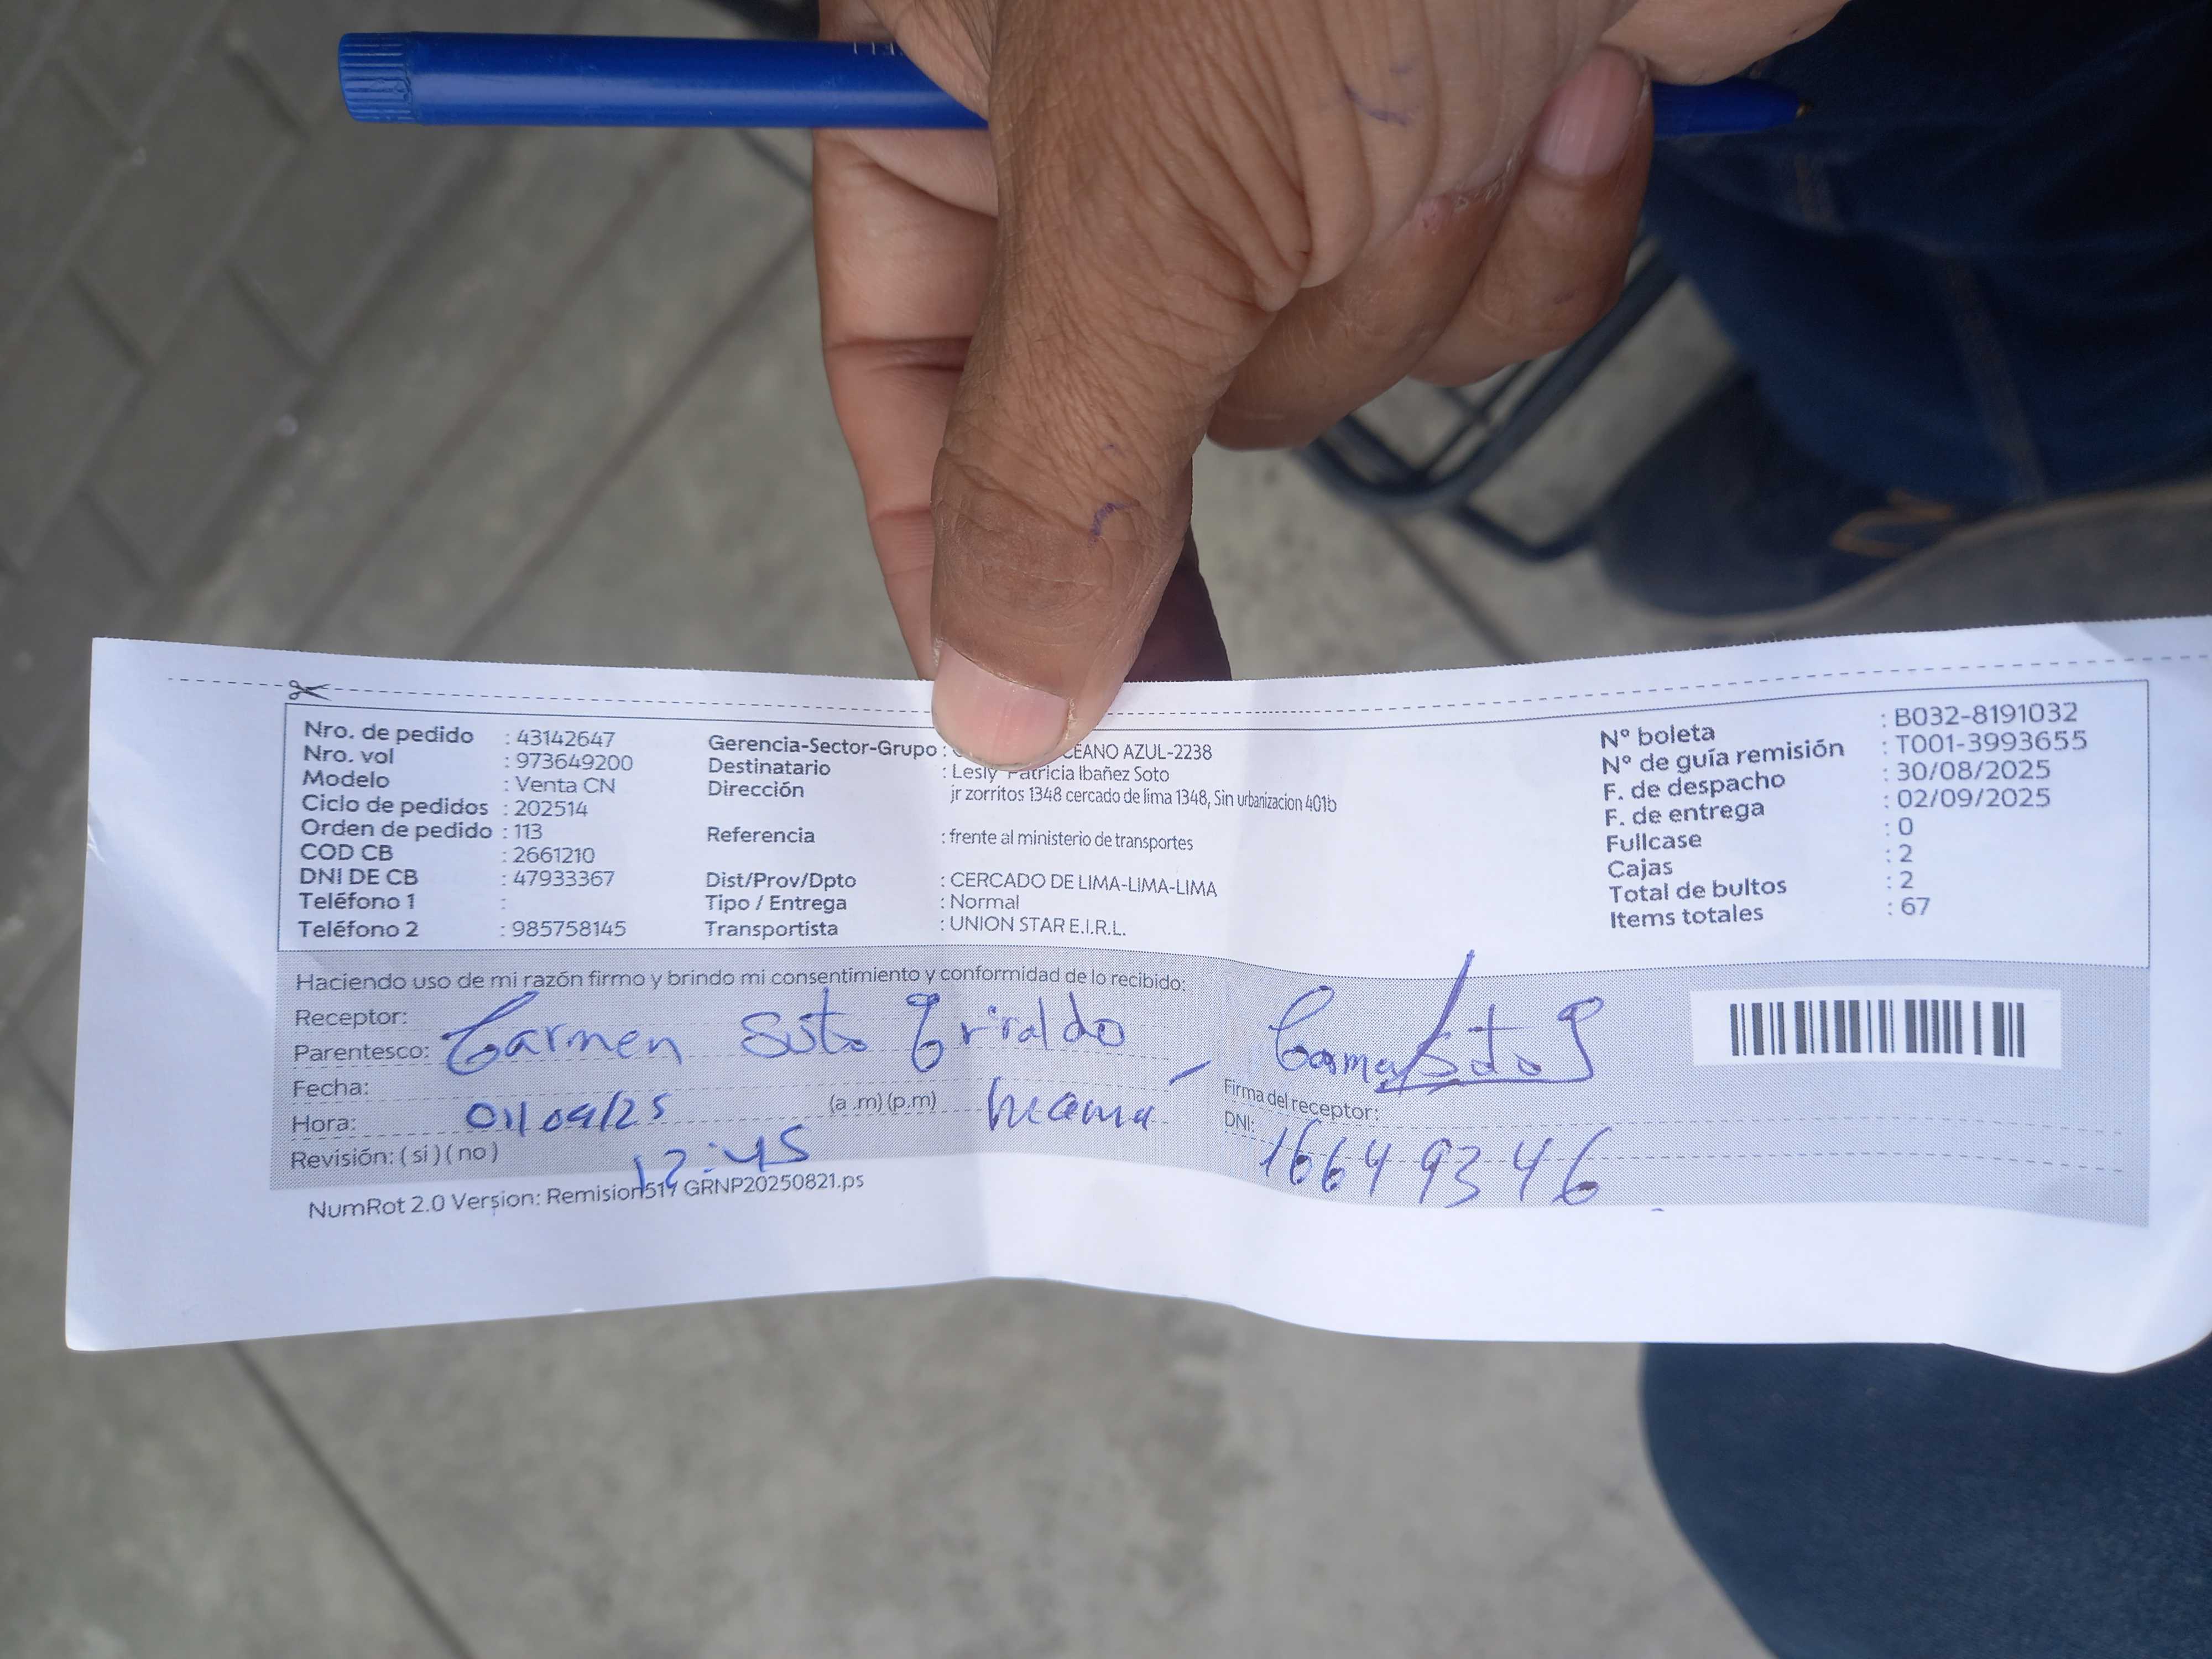 Nro. de pedido : 43142647
Nro. vol : 973649200
Modelo : Venta CN
Ciclo de pedidos : 202514
Orden de pedido : 113
COD CB : 2661210
DNI DE CB : 47933367
Teléfono 1 :
Teléfono 2 : 985758145
Gerencia-Sector-Grupo : AZUL-2238
Destinatario : Lesly Patricia Ibañez Soto
Dirección jr zorritos 1348 cercado de lima 1348, Sin urbanizacion 401b
Referencia : frente al ministerio de transportes
Dist/Prov/Dpto : CERCADO DE LIMA-LIMA-LIMA
Tipo / Entrega : Normal
Transportista : UNION STAR E.I.R.L.
N° boleta : B032-8191032
N° de guía remisión : T001-3993655
F. de despacho : 30/08/2025
F. de entrega : 02/09/2025
Fullcase : 0
Cajas : 2
Total de bultos : 2
Items totales : 67
Haciendo uso de mi razón firmo y brindo mi consentimiento y conformidad de lo recibido:
Receptor:
Parentesco: Carmen Soto
Fecha:
Hora: 01/09/25 (a .m) (p.m) mama
Revisión: ( si ) ( no ) 12:45
Firma del receptor:
DNI: 16649346
NumRot 2.0 Version: GRNP20250821.ps